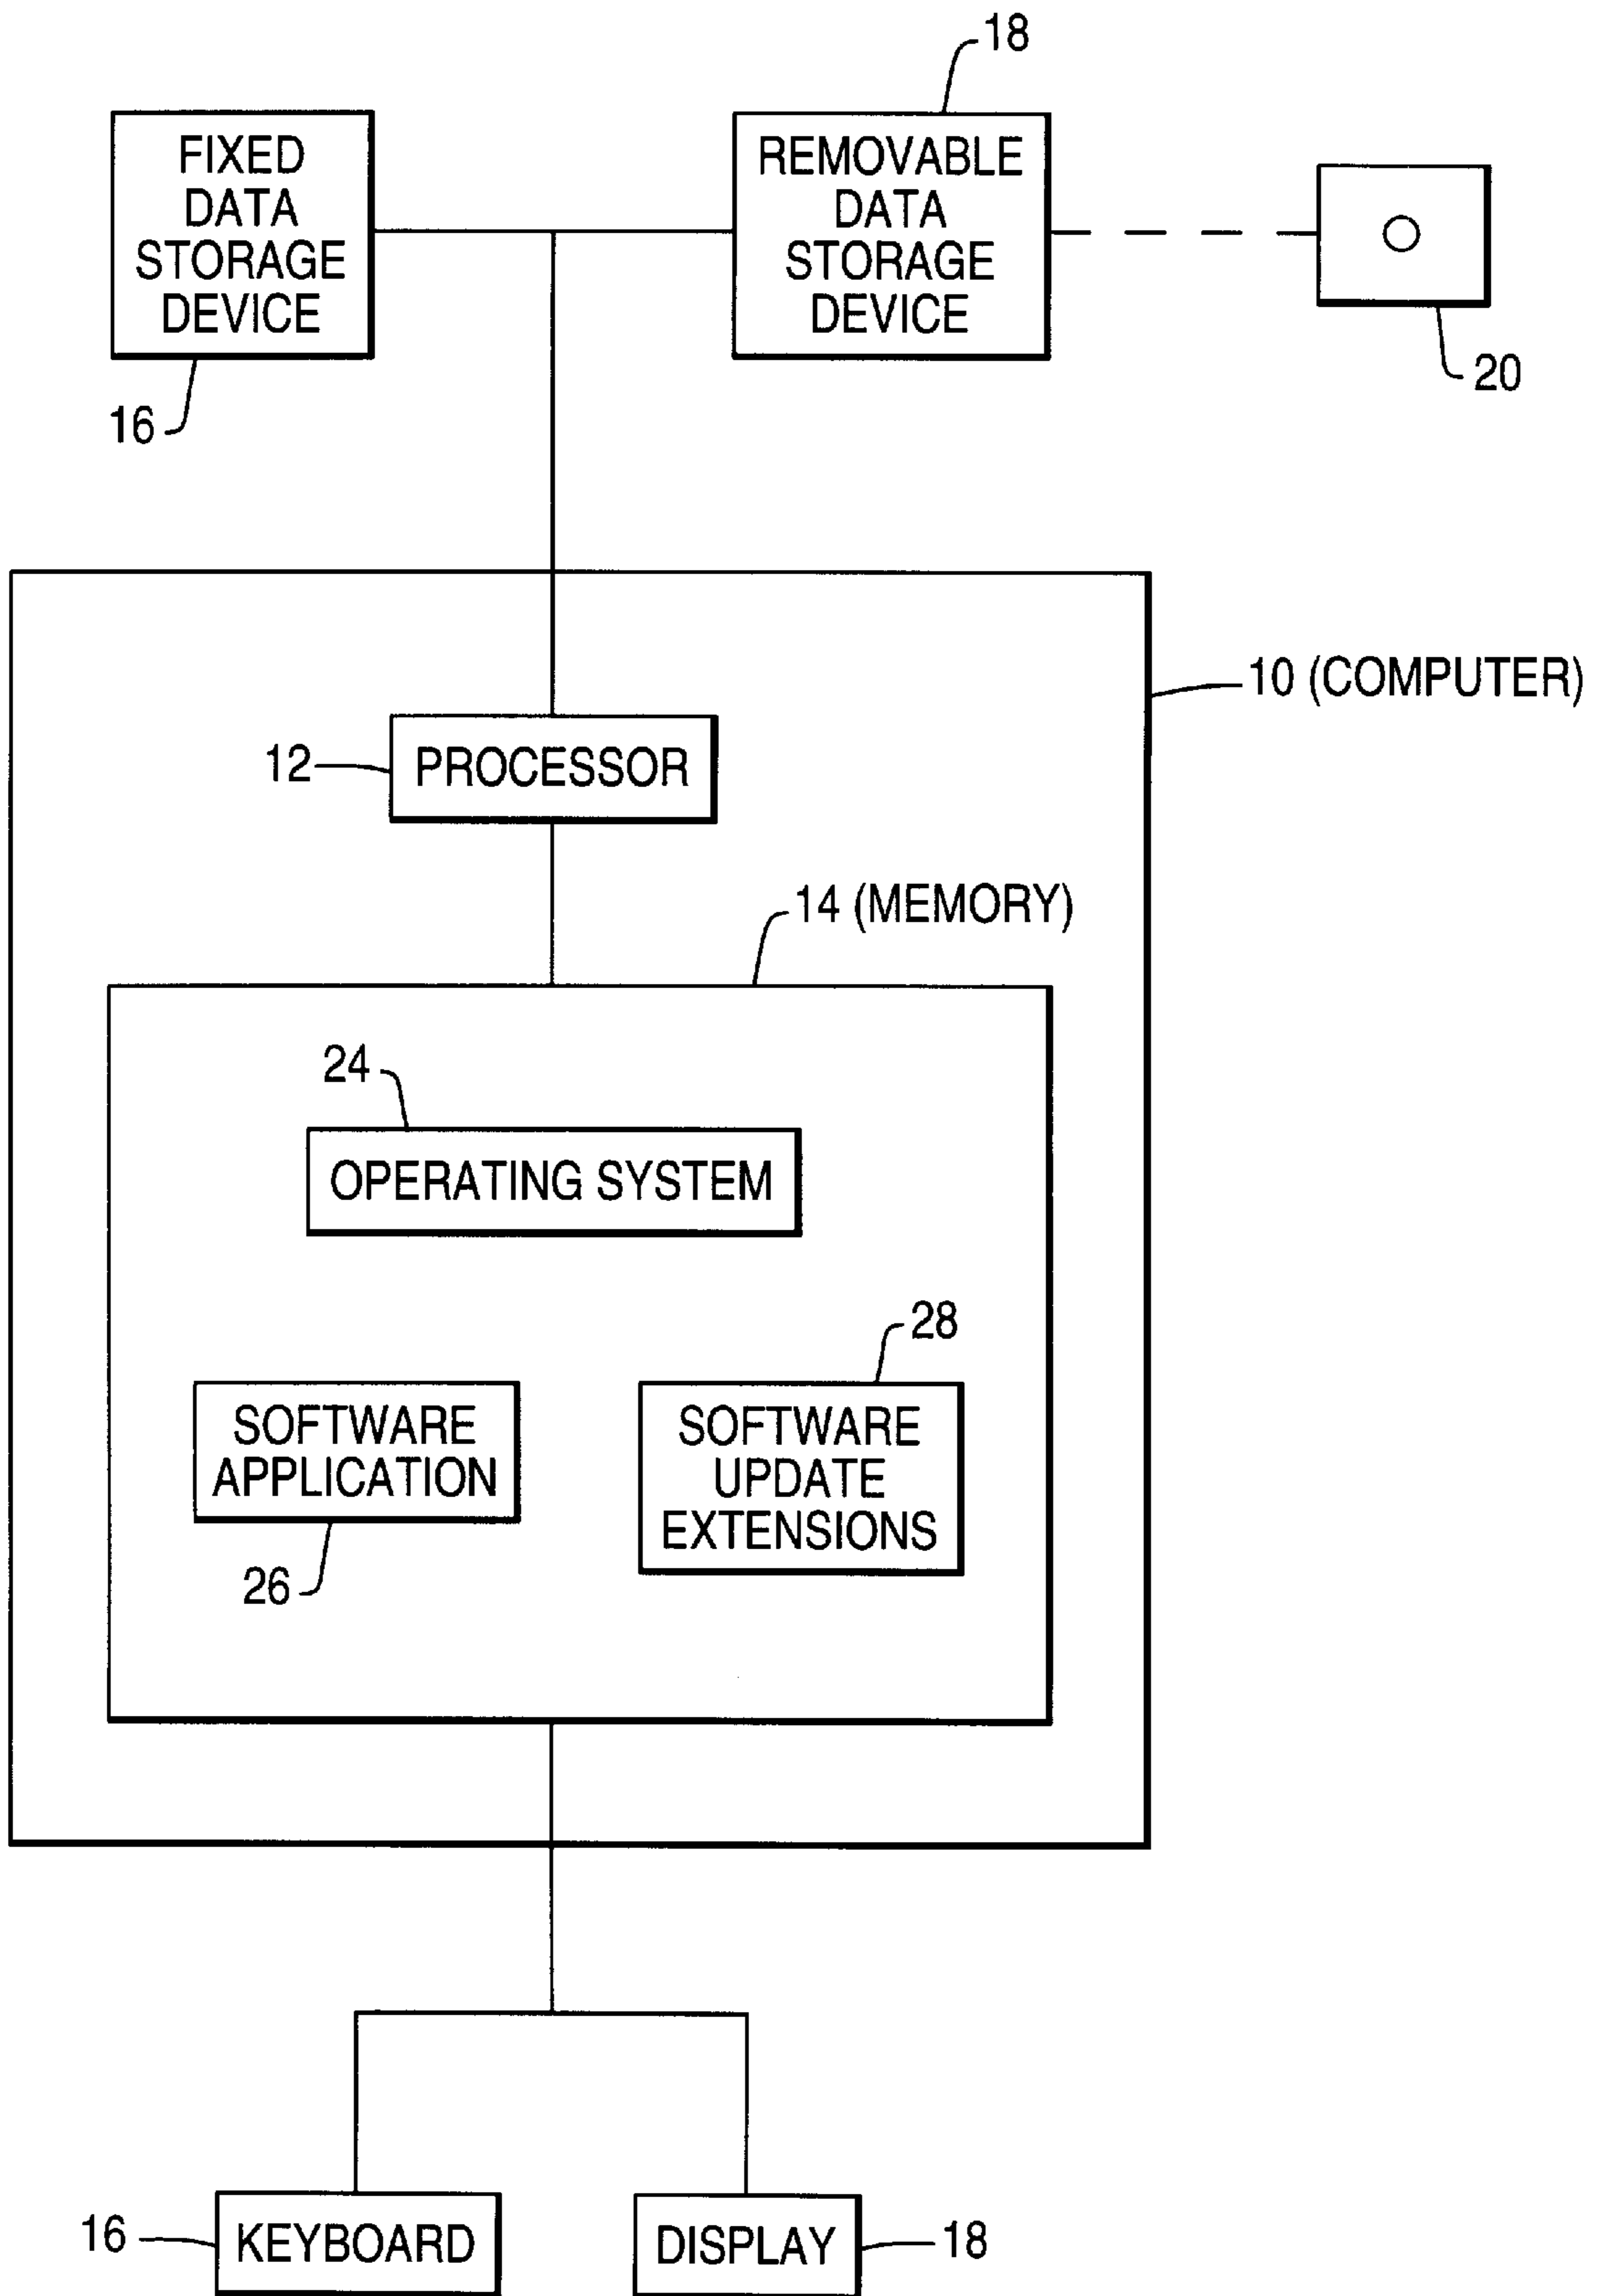 18
FIXED
DATA
STORAGE
DEVICE
REMOVABLE
DATA
STORAGE
DEVICE
20
16
10 (COMPUTER)
12
PROCESSOR
14 (MEMORY)
24
OPERATING SYSTEM
28
SOFTWARE
APPLICATION
SOFTWARE
UPDATE
EXTENSIONS
26
16
KEYBOARD
DISPLAY
18